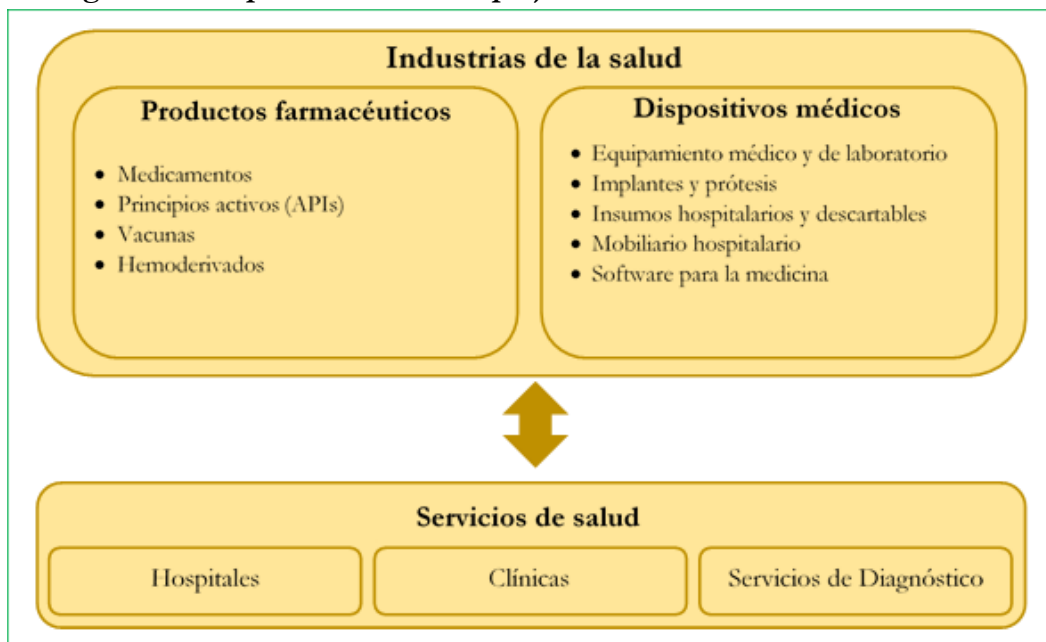 Industrias de la salud
Productos farmacéuticos
• Medicamentos
• Principios activos (APIs)
• Vacunas
• Hemoderivados
Dispositivos médicos
• Equipamiento médico y de laboratorio
• Implantes y prótesis
• Insumos hospitalarios y descartables
• Mobiliario hospitalario
• Software para la medicina
Servicios de salud
Hospitales
Clínicas
Servicios de Diagnóstico